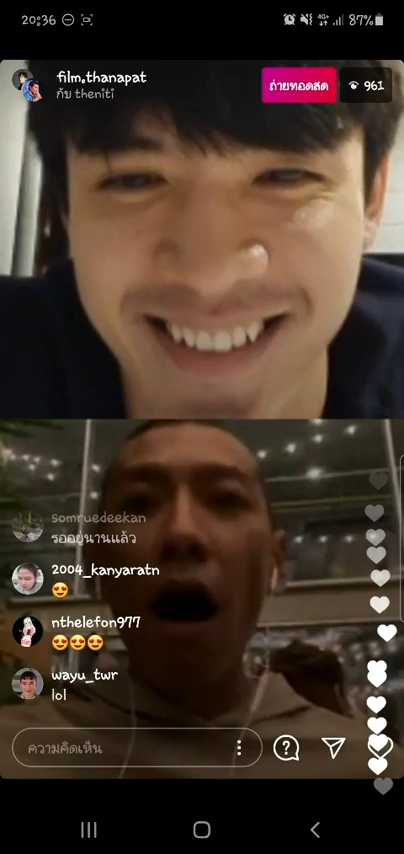 20:36
4G+
87%
film.thanapat
กับ theniti
ถ่ายทอดสด
961
somruedeekan
รออยู่นานแล้ว
2004_kanyaratn
😍
nthelefon977
😍😍😍
wayu_twr
lol
ความคิดเห็น